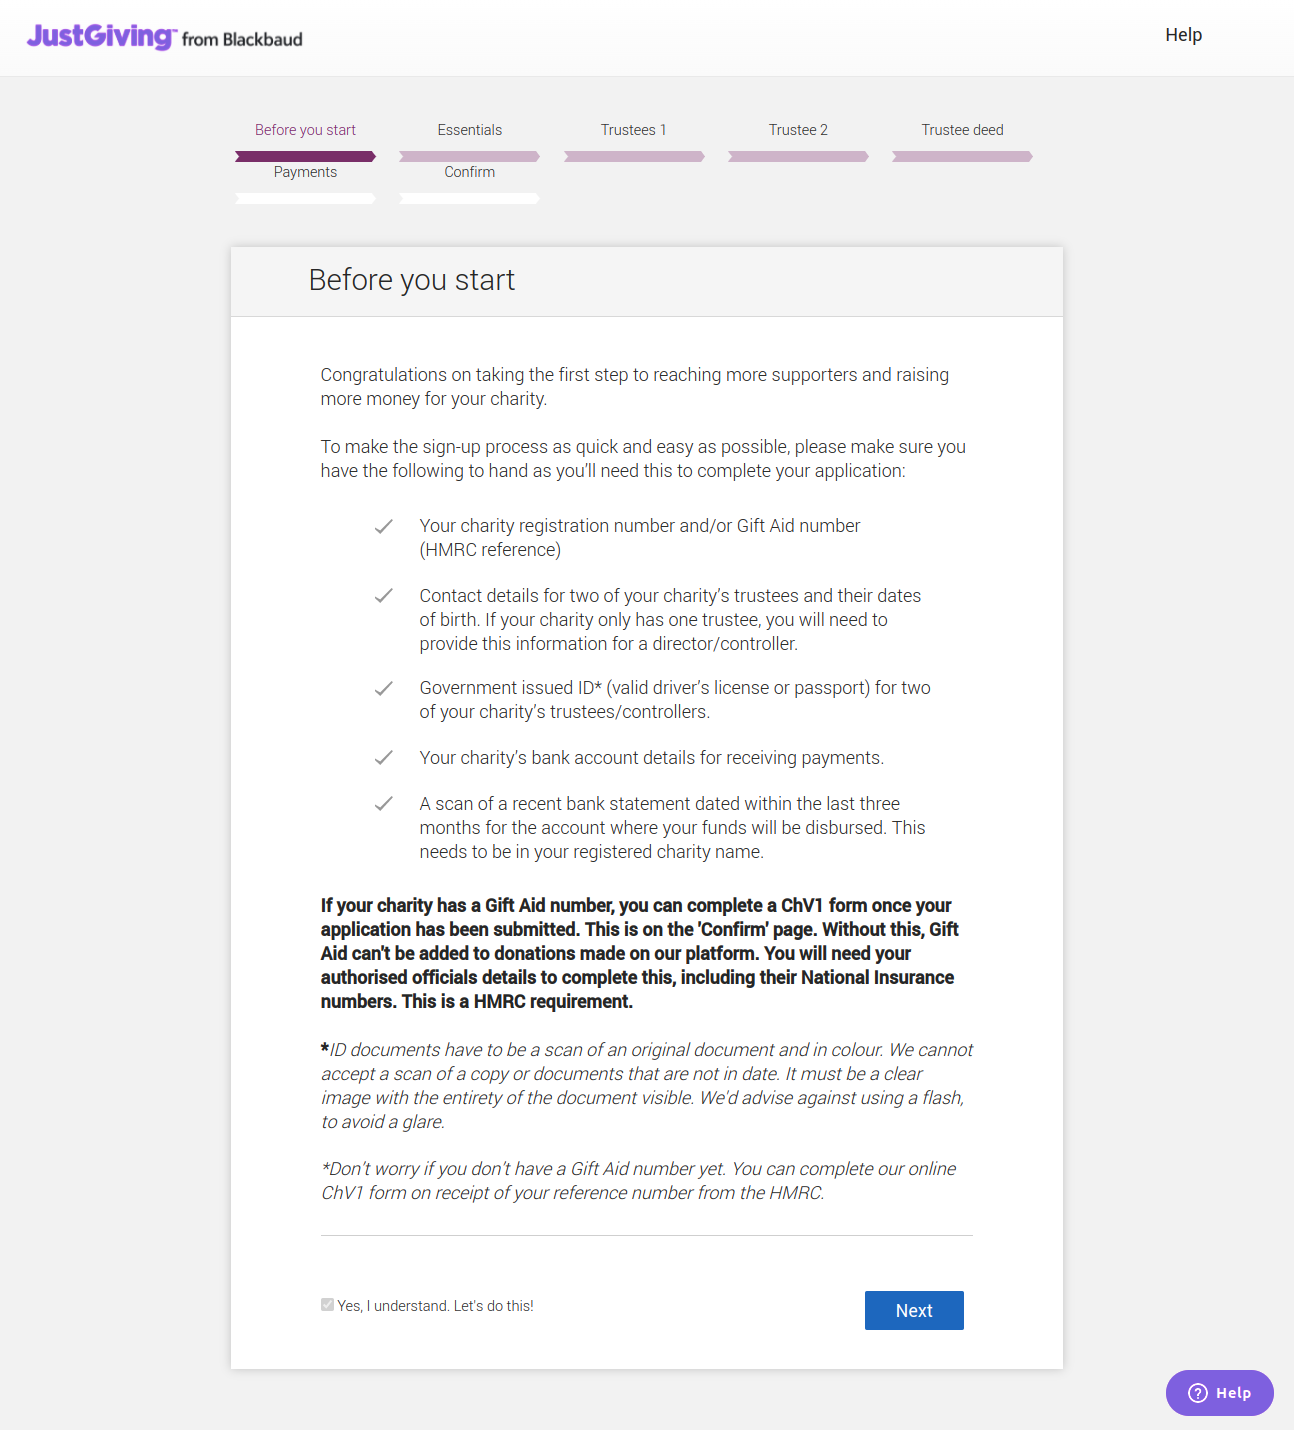 JustGiving™ from Blackbaud
Help
Before you start
Essentials
Trustees 1
Trustee 2
Trustee deed
Payments
Confirm
Before you start
Congratulations on taking the first step to reaching more supporters and raising
more money for your charity.
To make the sign-up process as quick and easy as possible, please make sure you
have the following to hand as you'll need this to complete your application:
Your charity registration number and/or Gift Aid number
(HMRC reference)
Contact details for two of your charity's trustees and their dates
of birth. If your charity only has one trustee, you will need to
provide this information for a director/controller.
Government issued ID* (valid driver's license or passport) for two
of your charity's trustees/controllers.
Your charity's bank account details for receiving payments.
A scan of a recent bank statement dated within the last three
months for the account where your funds will be disbursed. This
needs to be in your registered charity name.
If your charity has a Gift Aid number, you can complete a ChV1 form once your
application has been submitted. This is on the 'Confirm' page. Without this, Gift
Aid can't be added to donations made on our platform. You will need your
authorised officials details to complete this, including their National Insurance
numbers. This is a HMRC requirement.
*ID documents have to be a scan of an original document and in colour. We cannot
accept a scan of a copy or documents that are not in date. It must be a clear
image with the entirety of the document visible. We'd advise against using a flash,
to avoid a glare.
*Don't worry if you don't have a Gift Aid number yet. You can complete our online
ChV1 form on receipt of your reference number from the HMRC.
Yes, I understand. Let's do this!
Next
Help